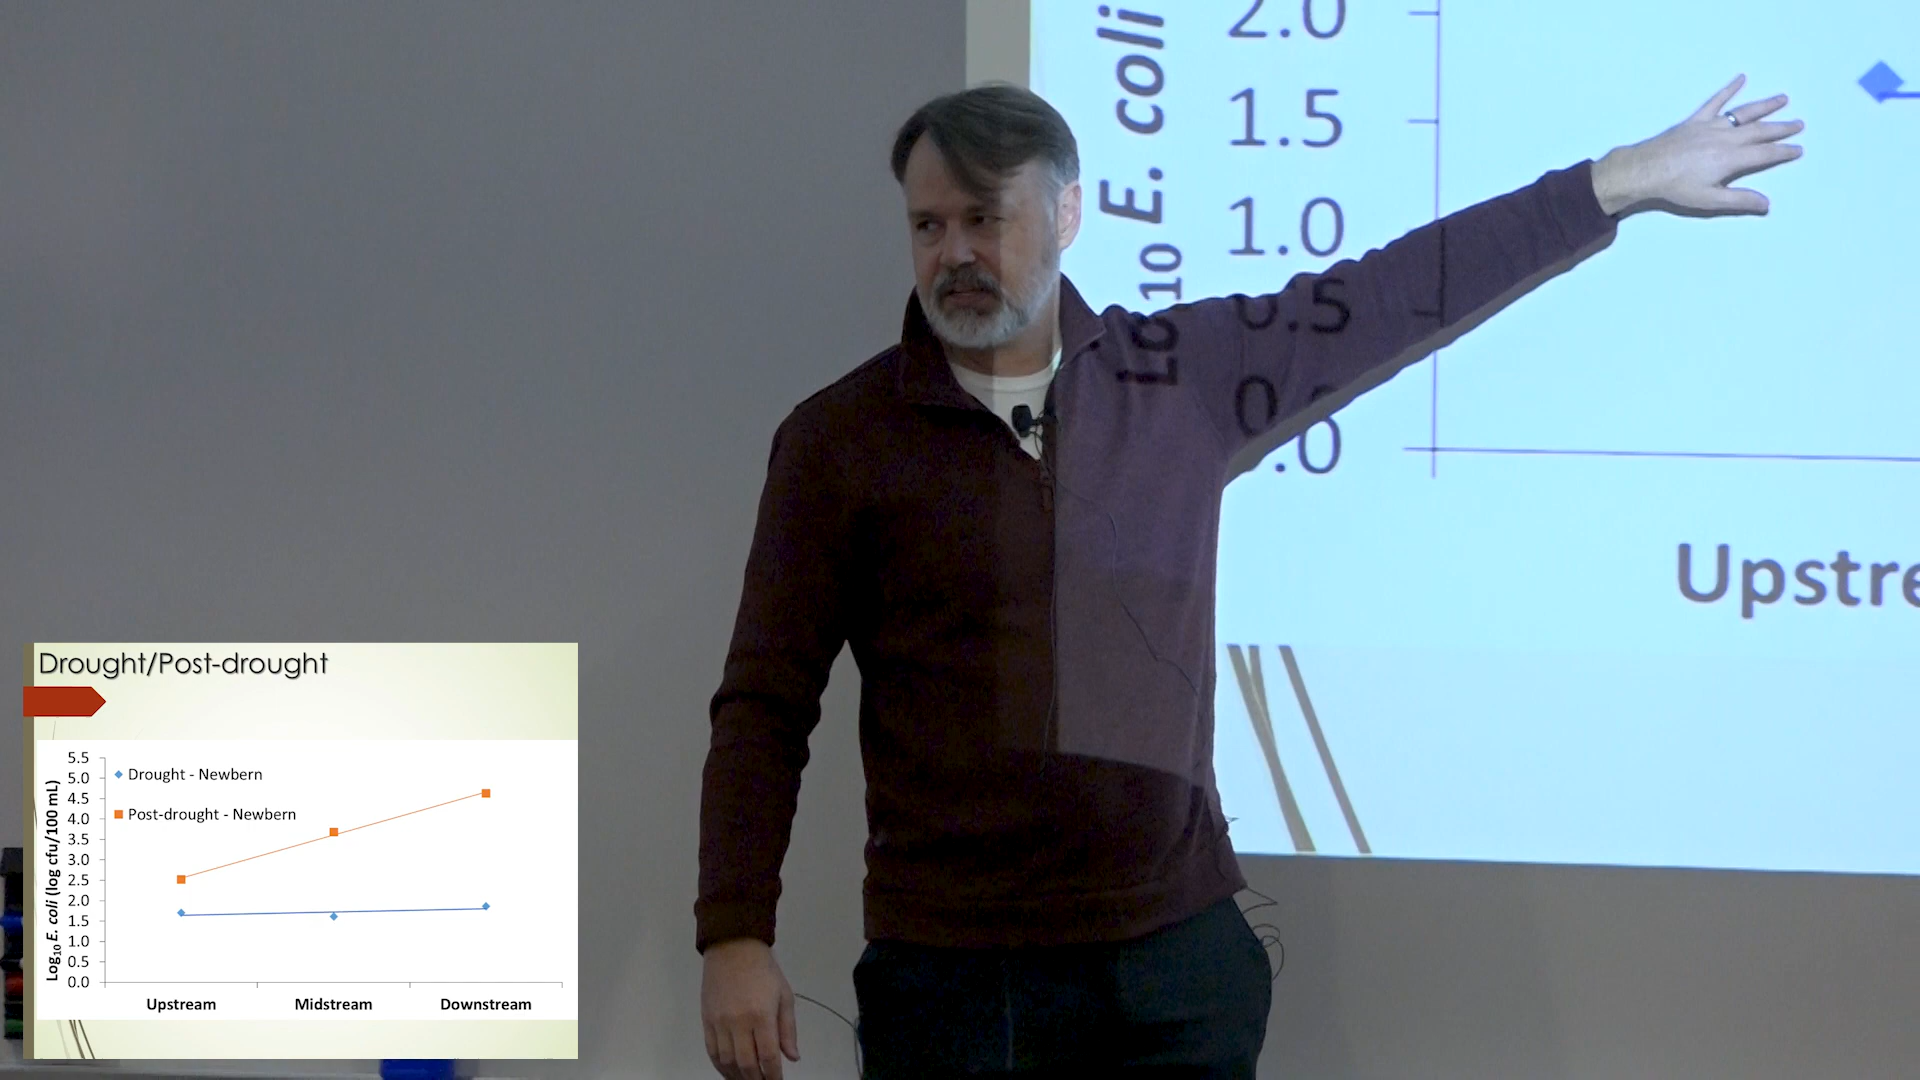 2.0
1.5
1.0
0.5
0.0
Log10 E. coli
Upstre
Drought/Post-drought
5.5
5.0
4.5
4.0
3.5
3.0
2.5
2.0
1.5
1.0
0.5
0.0
Log10 E. coli (log cfu/100 mL)
Drought - Newbern
Post-drought - Newbern
Upstream Midstream Downstream